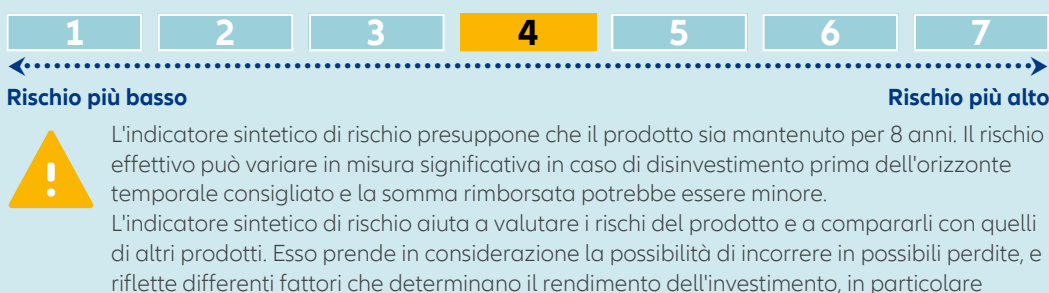 1 2 3 4 5 6 7
Rischio più basso Rischio più alto
L'indicatore sintetico di rischio presuppone che il prodotto sia mantenuto per 8 anni. Il rischio
effettivo può variare in misura significativa in caso di disinvestimento prima dell'orizzonte
temporale consigliato e la somma rimborsata potrebbe essere minore.
L'indicatore sintetico di rischio aiuta a valutare i rischi del prodotto e a compararli con quelli
di altri prodotti. Esso prende in considerazione la possibilità di incorrere in possibili perdite, e
riflette differenti fattori che determinano il rendimento dell'investimento, in particolare